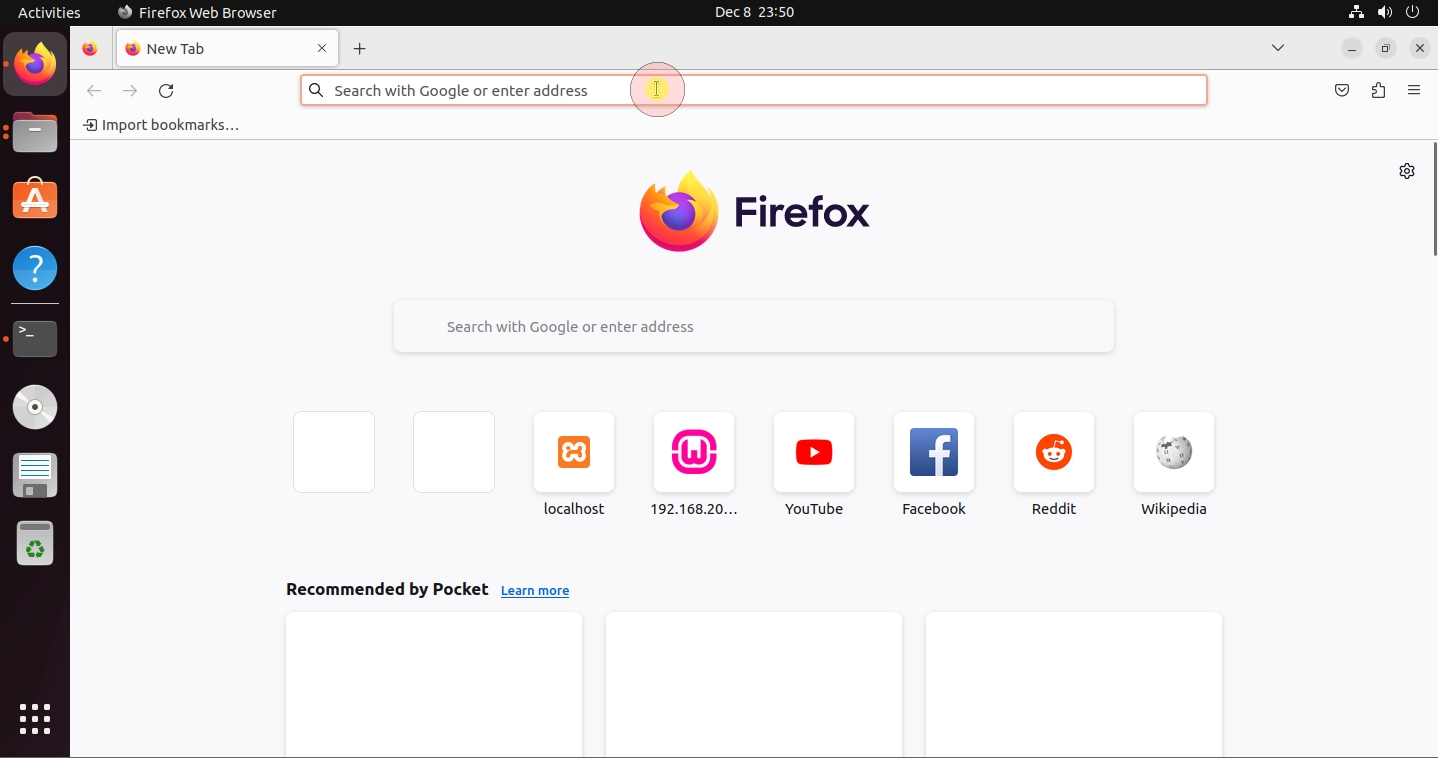 Activities Firefox Web Browser Dec 8 23:50
New Tab
Search with Google or enter address
Import bookmarks...
Firefox
Search with Google or enter address
localhost 192.168.20... YouTube Facebook Reddit Wikipedia
Recommended by Pocket Learn more